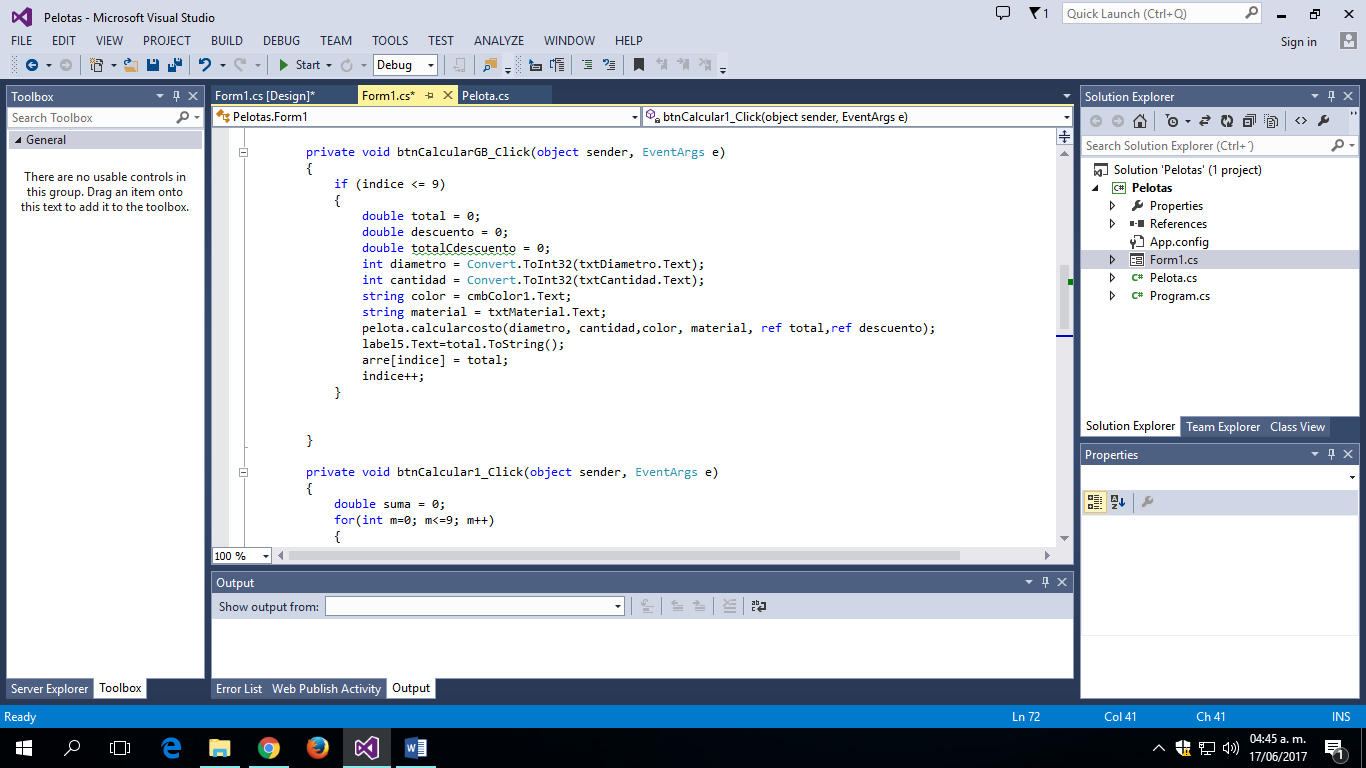 Pelotas - Microsoft Visual Studio
1
Quick Launch (Ctrl+Q)
FILE EDIT VIEW PROJECT BUILD DEBUG TEAM TOOLS TEST ANALYZE WINDOW HELP
Sign in
Start
Debug
Toolbox
Search Toolbox
General
There are no usable controls in
this group. Drag an item onto
this text to add it to the toolbox.
Server Explorer Toolbox
Form1.cs [Design]* Form1.cs* Pelota.cs
Pelotas.Form1
btnCalcular1_Click(object sender, EventArgs e)
private void btnCalcularGB_Click(object sender, EventArgs e)
{
if (indice <= 9)
{
double total = 0;
double descuento = 0;
double totalCdescuento = 0;
int diametro = Convert.ToInt32(txtDiametro.Text);
int cantidad = Convert.ToInt32(txtCantidad.Text);
string color = cmbColor1.Text;
string material = txtMaterial.Text;
pelota.calcularcosto(diametro, cantidad,color, material, ref total,ref descuento);
label5.Text=total.ToString();
arre[indice] = total;
indice++;
}
}
private void btnCalcular1_Click(object sender, EventArgs e)
{
double suma = 0;
for(int m=0; m<=9; m++)
{
100 %
Output
Show output from:
Error List Web Publish Activity Output
Solution Explorer
Search Solution Explorer (Ctrl+´)
Solution 'Pelotas' (1 project)
C# Pelotas
Properties
References
App.config
Form1.cs
C# Pelota.cs
C# Program.cs
Solution Explorer Team Explorer Class View
Properties
Ready
Ln 72 Col 41 Ch 41 INS
04:45 a. m.
17/06/2017
1